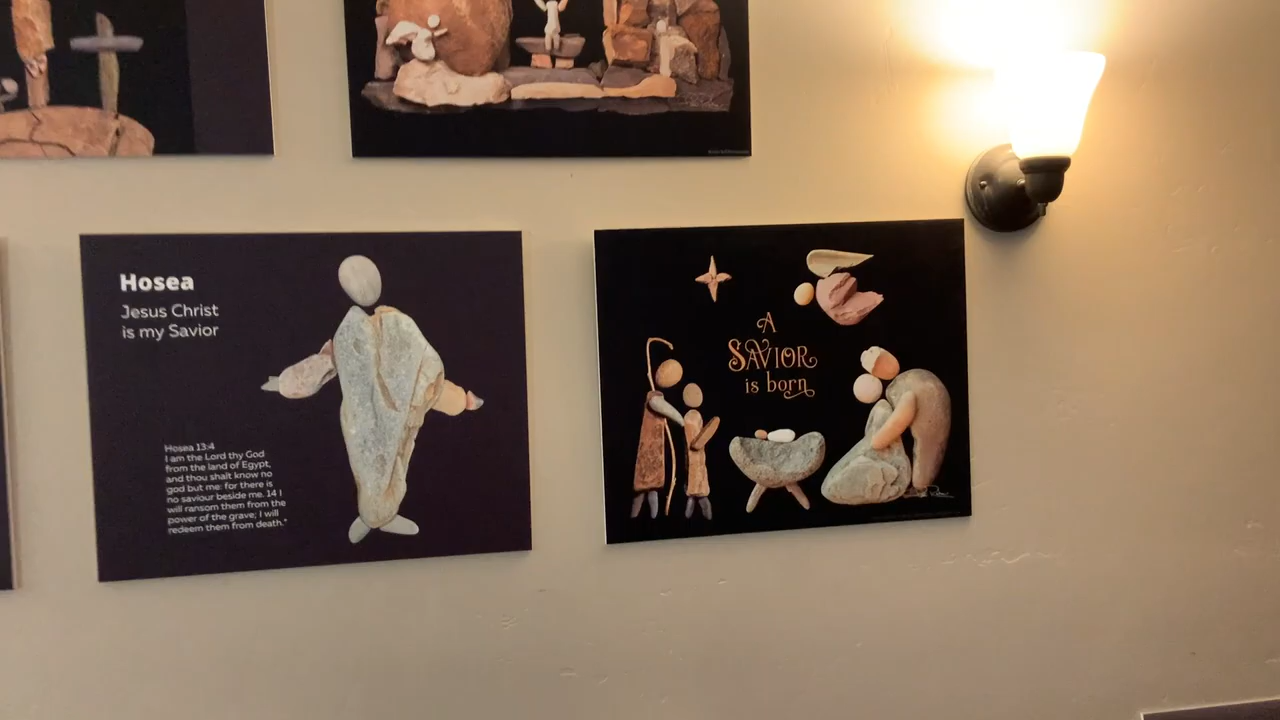 Hosea
Jesus Christ
is my Savior
Hosea 13:4
I am the Lord thy God
from the land of Egypt,
and thou shalt know no
god but me: for there is
no saviour beside me. 14 I
will ransom them from the
power of the grave; I will
redeem them from death."
A
SAVIOR
is born